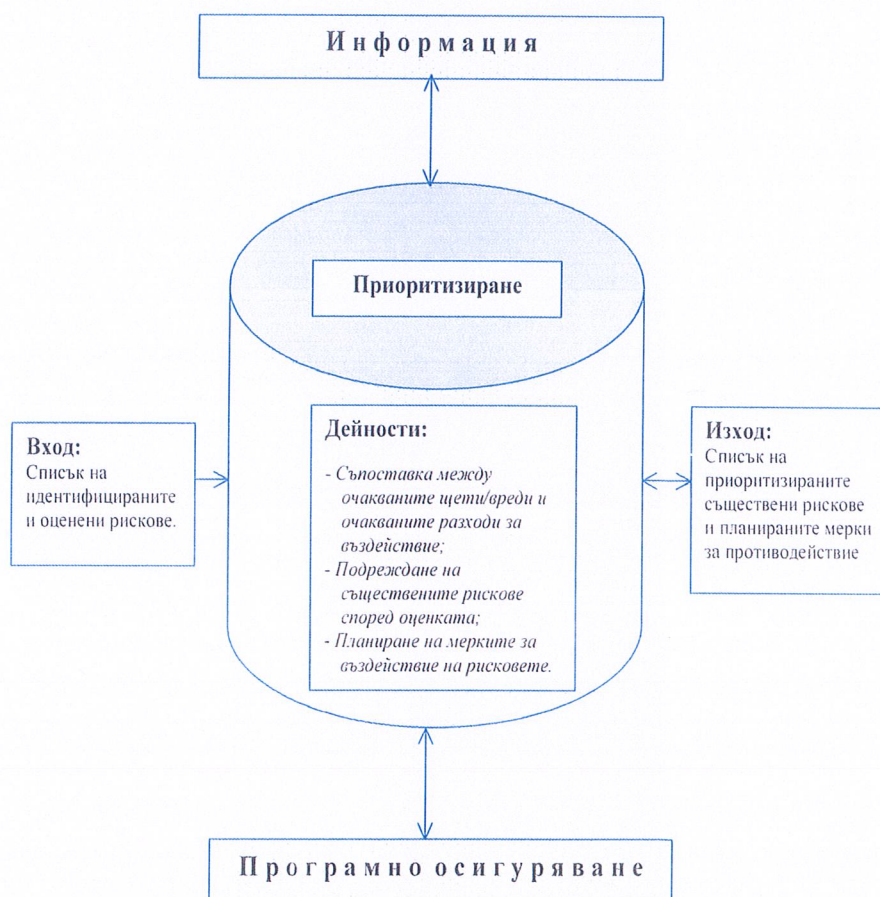 Информация
Приоритизиране
Вход:
Списък на
идентифицираните
и оценени рискове.
Дейности:
- Съпоставка между
очакваните щети/вреди и
очакваните разходи за
въздействие;
- Подреждане на
съществените рискове
според оценката;
- Планиране на мерките за
въздействие на рисковете.
Изход:
Списък на
приоритизираните
съществени рискове
и планираните мерки
за противодействие
Програмно осигуряване